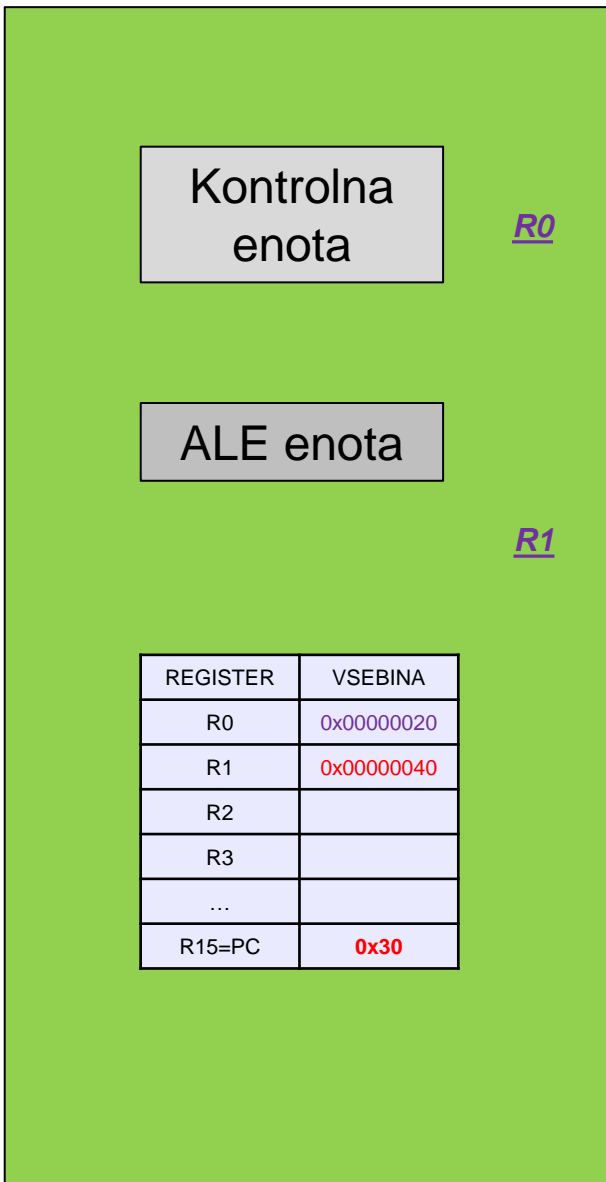 Kontrolna
enota
R0
ALE enota
R1
REGISTER VSEBINA
R0 0x00000020
R1 0x00000040
R2
R3
…
R15=PC 0x30